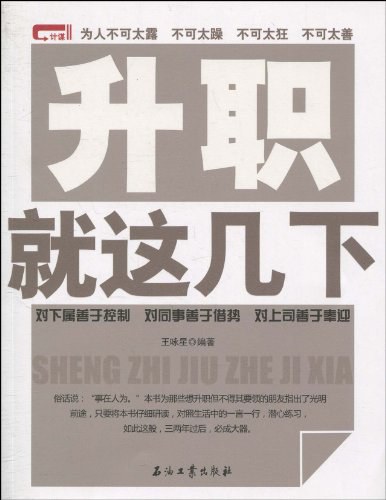 计谋
为人不可太露 不可太躁 不可太狂 不可太善
升职
就这几下
对下属善于控制 对同事善于借势 对上司善于奉迎
王咏星◎编著
SHENG ZHI JIU ZHE JI XIA
俗话说：“事在人为。”本书为那些想升职但不得其要领的朋友指出了光明
前途，只要将本书仔细研读，对照生活中的一言一行，潜心练习，
如此这般，三两年过后，必成大器。
石油工业出版社